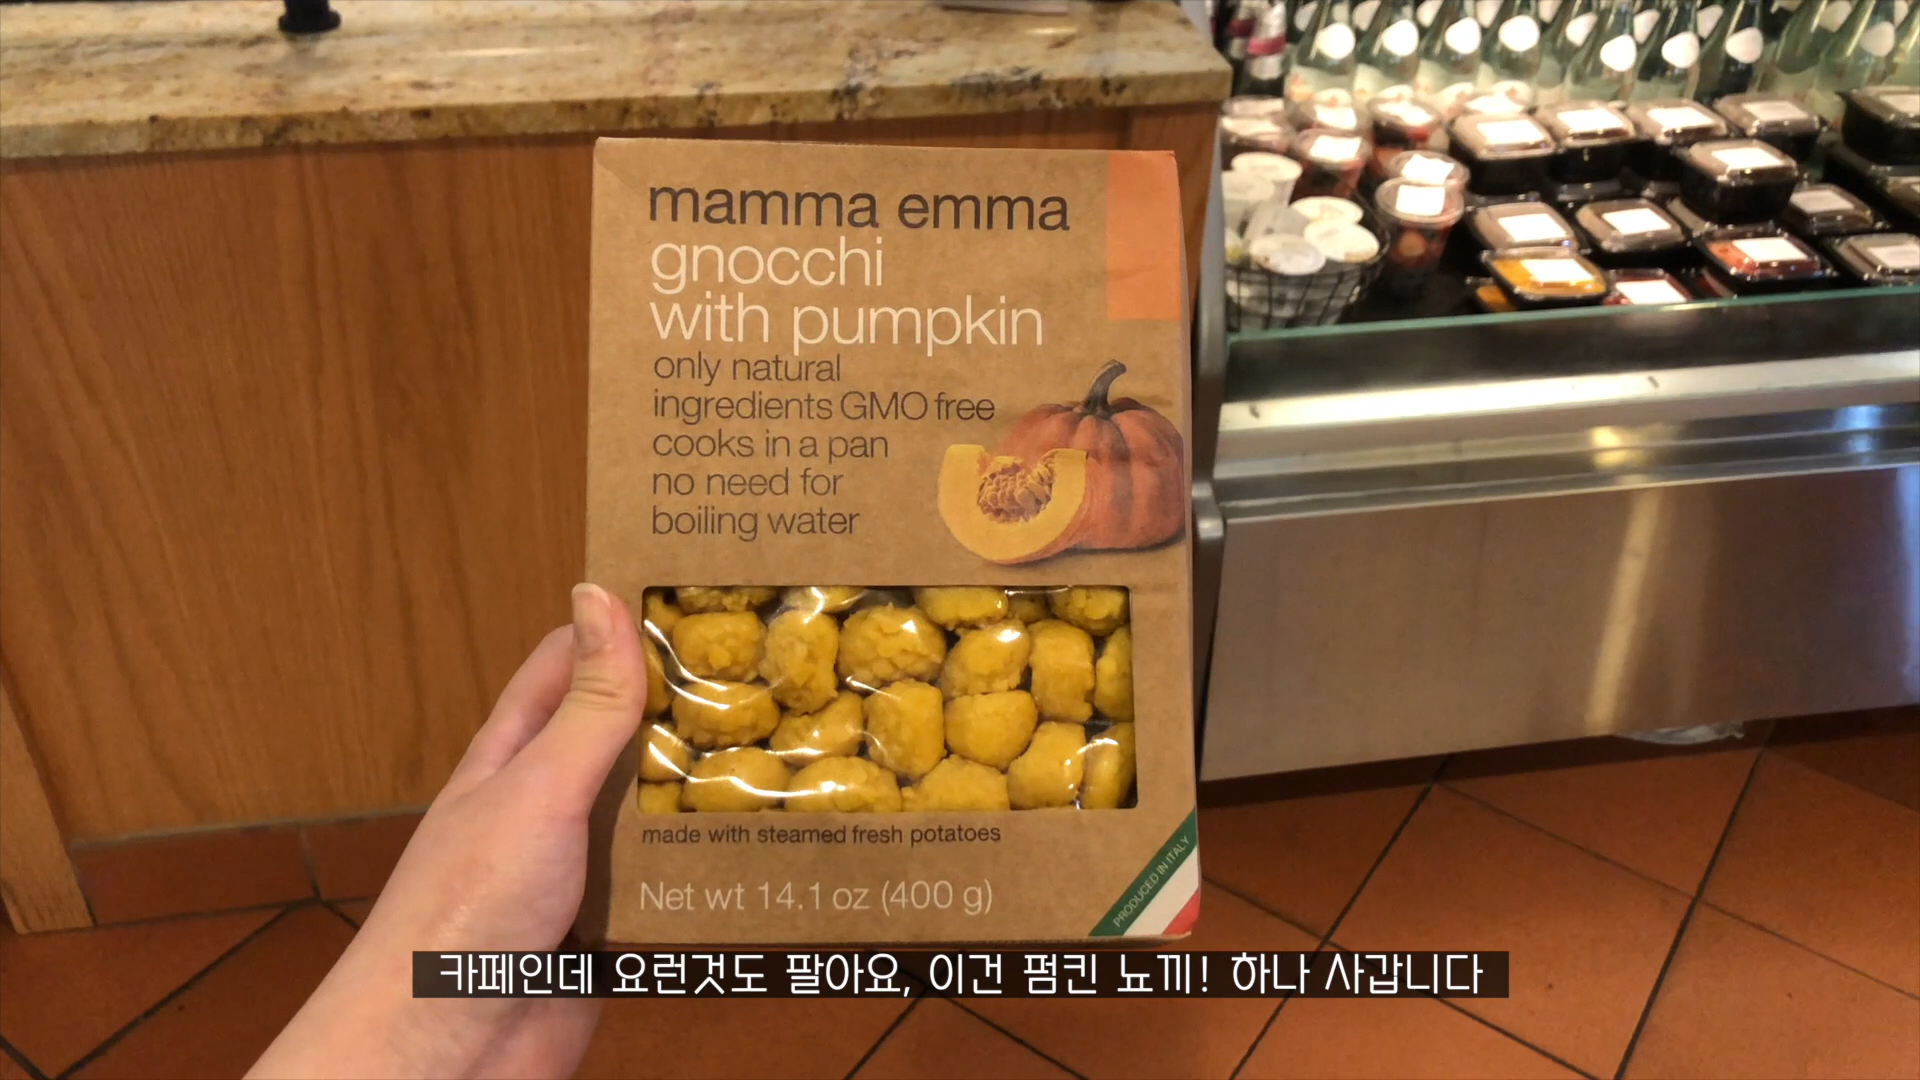 mamma emma
gnocchi
with pumpkin
only natural
ingredients GMO free
cooks in a pan
no need for
boiling water
made with steamed fresh potatoes
Net wt 14.1 oz (400 g)
PRODUCED IN ITALY
카페인데 요런것도 팔아요, 이건 펌킨 뇨끼! 하나 사갑니다